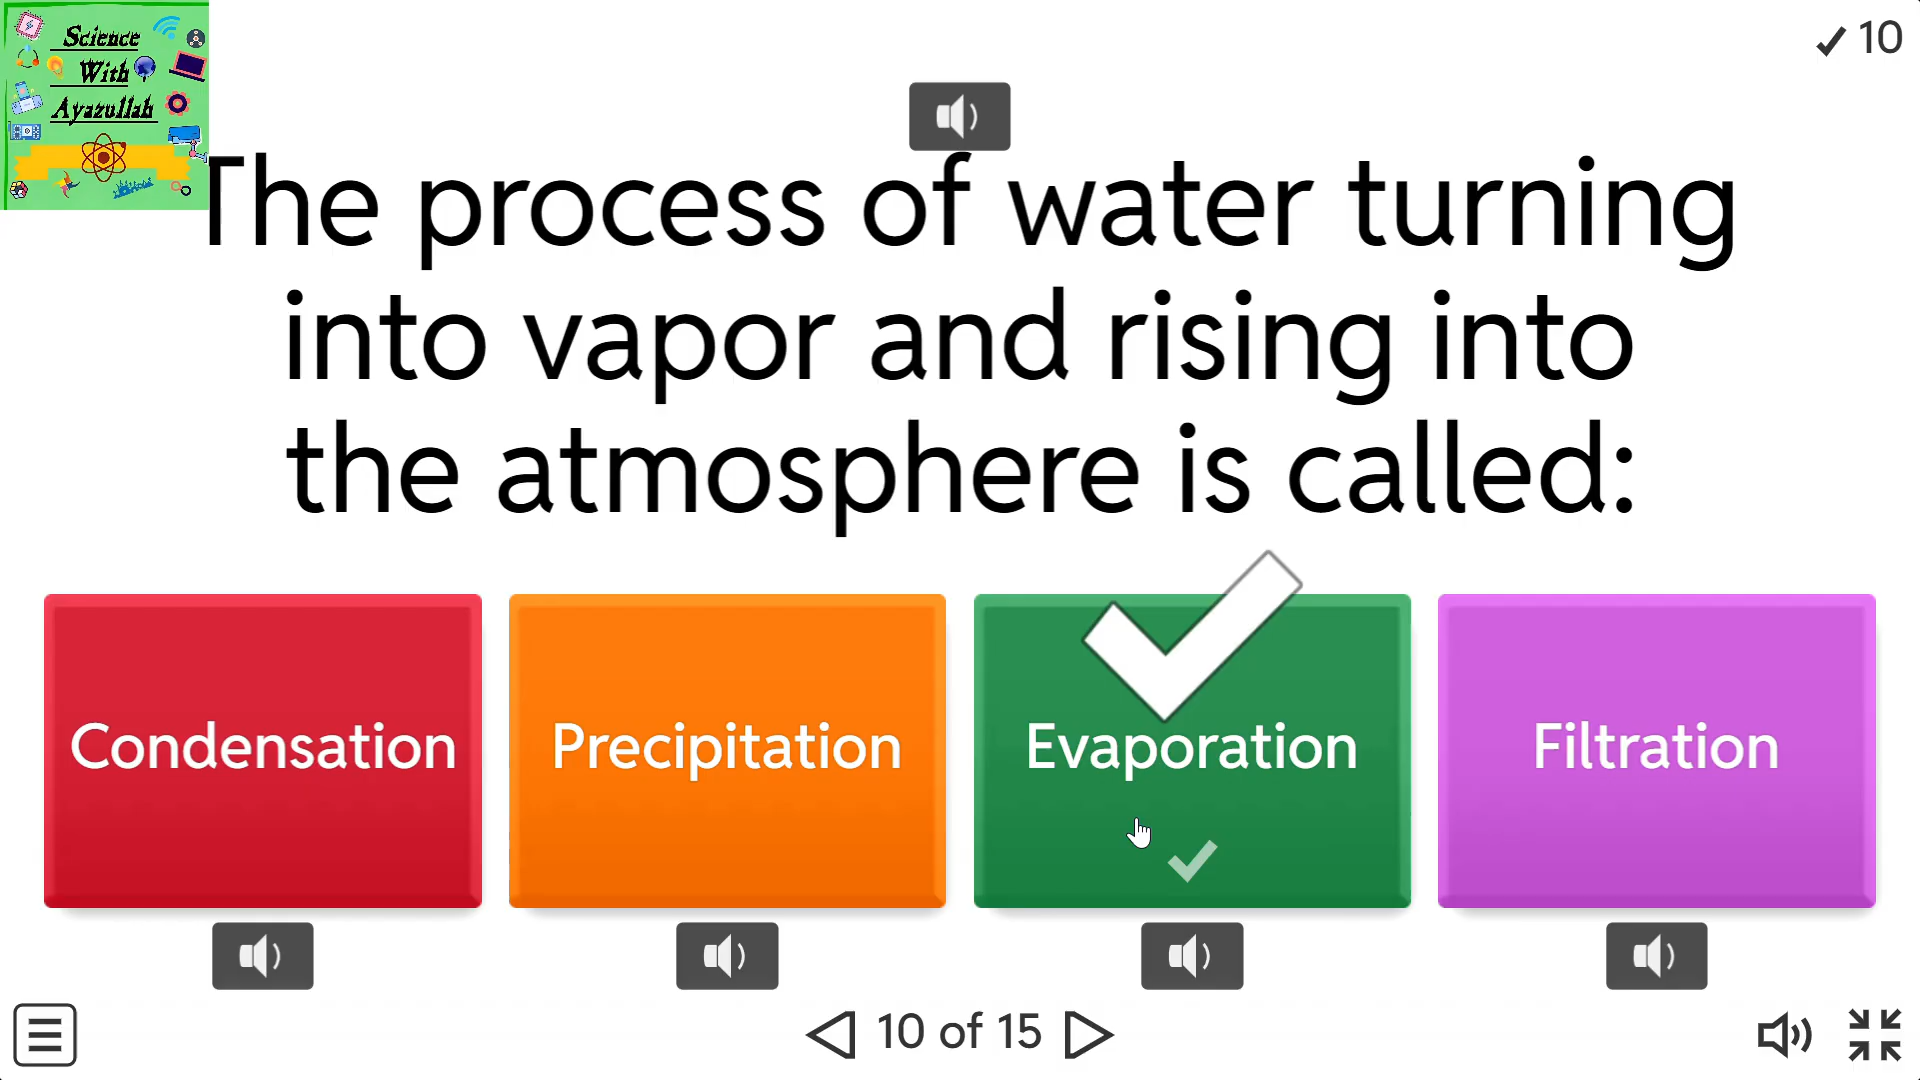 Science
With
Ayazullah
10
The process of water turning
into vapor and rising into
the atmosphere is called:
Condensation
Precipitation
Evaporation
Filtration
10 of 15